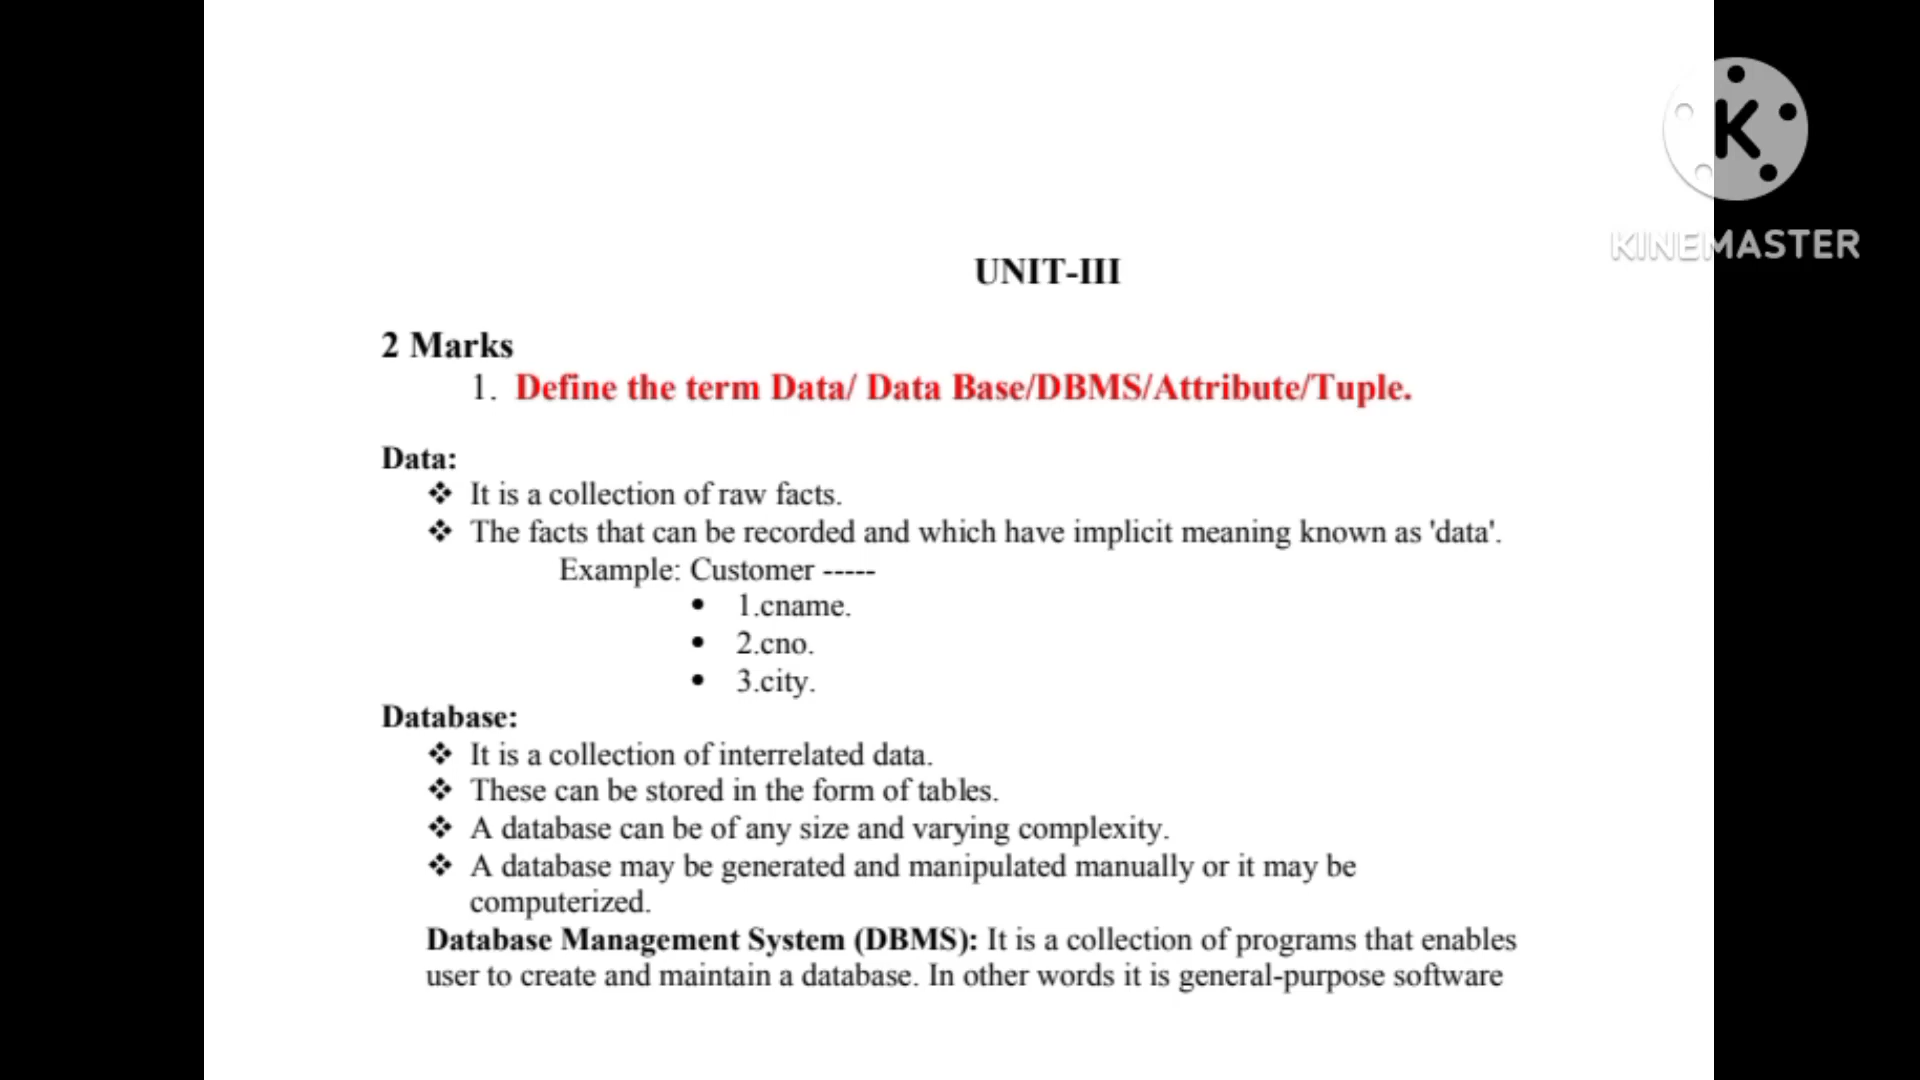 K
KINEMASTER
UNIT-III
2 Marks
1. Define the term Data/ Data Base/DBMS/Attribute/Tuple.
Data:
❖ It is a collection of raw facts.
❖ The facts that can be recorded and which have implicit meaning known as 'data'.
Example: Customer -----
• 1.cname.
• 2.cno.
• 3.city.
Database:
❖ It is a collection of interrelated data.
❖ These can be stored in the form of tables.
❖ A database can be of any size and varying complexity.
❖ A database may be generated and manipulated manually or it may be
computerized.
Database Management System (DBMS): It is a collection of programs that enables
user to create and maintain a database. In other words it is general-purpose software